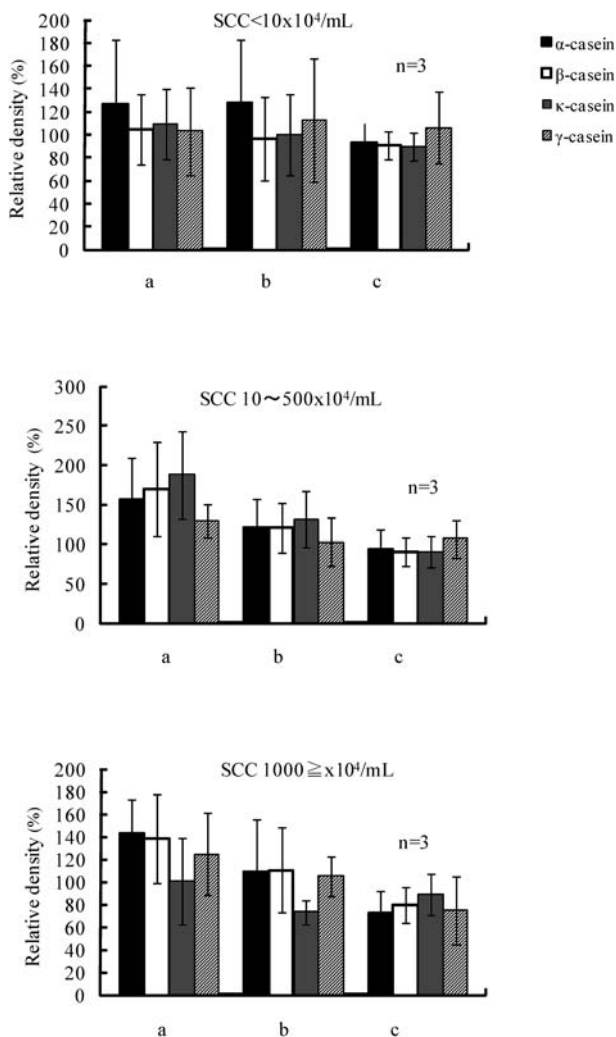 SCC<10x10⁴/mL
n=3
Relative density (%)
200
180
160
140
120
100
80
60
40
20
0
a b c
α-casein
β-casein
κ-casein
γ-casein
SCC 10～500x10⁴/mL
n=3
Relative density (%)
300
250
200
150
100
50
0
a b c
SCC 1000≧x10⁴/mL
n=3
Relative density (%)
200
180
160
140
120
100
80
60
40
20
0
a b c